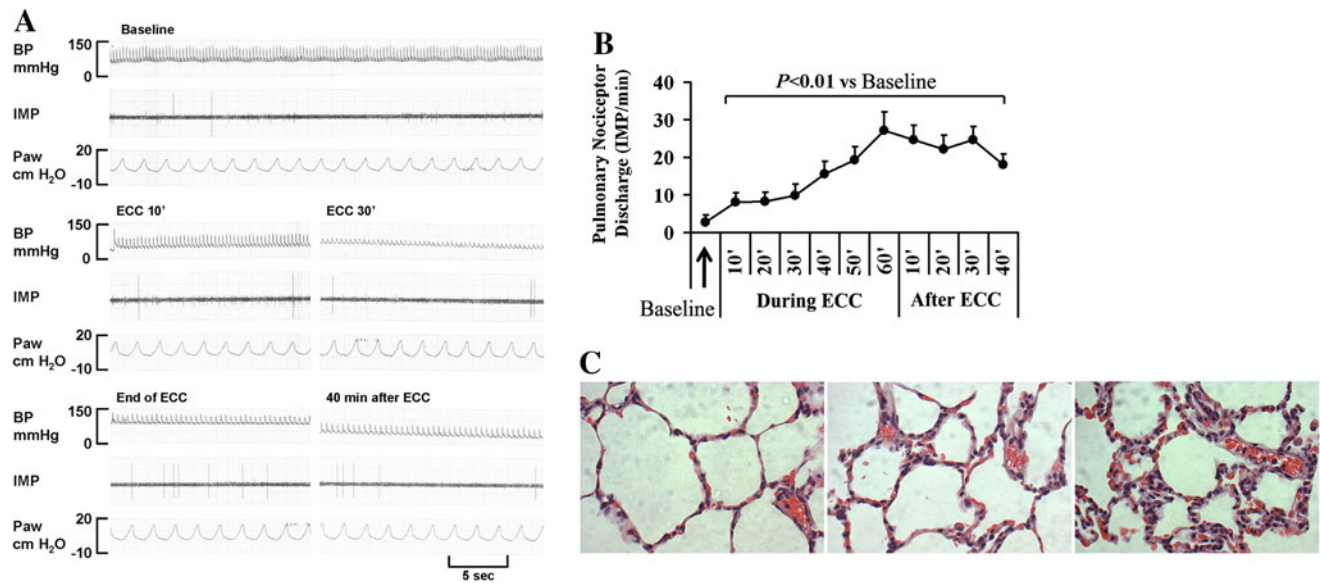 A
Baseline
BP
mmHg
150
0
IMP
Paw
cm H₂O
20
-10
ECC 10'
ECC 30'
BP
mmHg
150
0
IMP
Paw
cm H₂O
20
-10
End of ECC
40 min after ECC
BP
mmHg
150
0
IMP
Paw
cm H₂O
20
-10
5 sec
B
P<0.01 vs Baseline
Pulmonary Nociceptor
Discharge (IMP/min)
40
30
20
10
0
10'
20'
30'
40'
50'
60'
10'
20'
30'
40'
Baseline
During ECC
After ECC
C